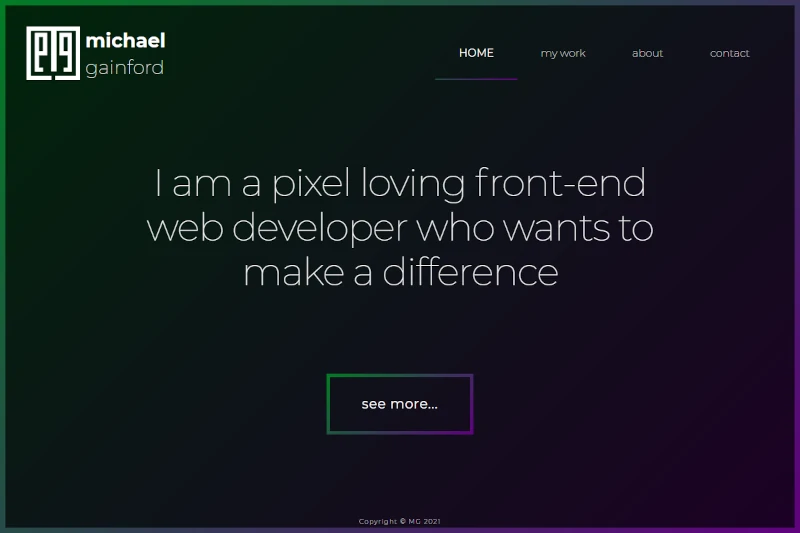 michael
gainford
HOME
my work
about
contact
I am a pixel loving front-end
web developer who wants to
make a difference
see more...
Copyright © MG 2021